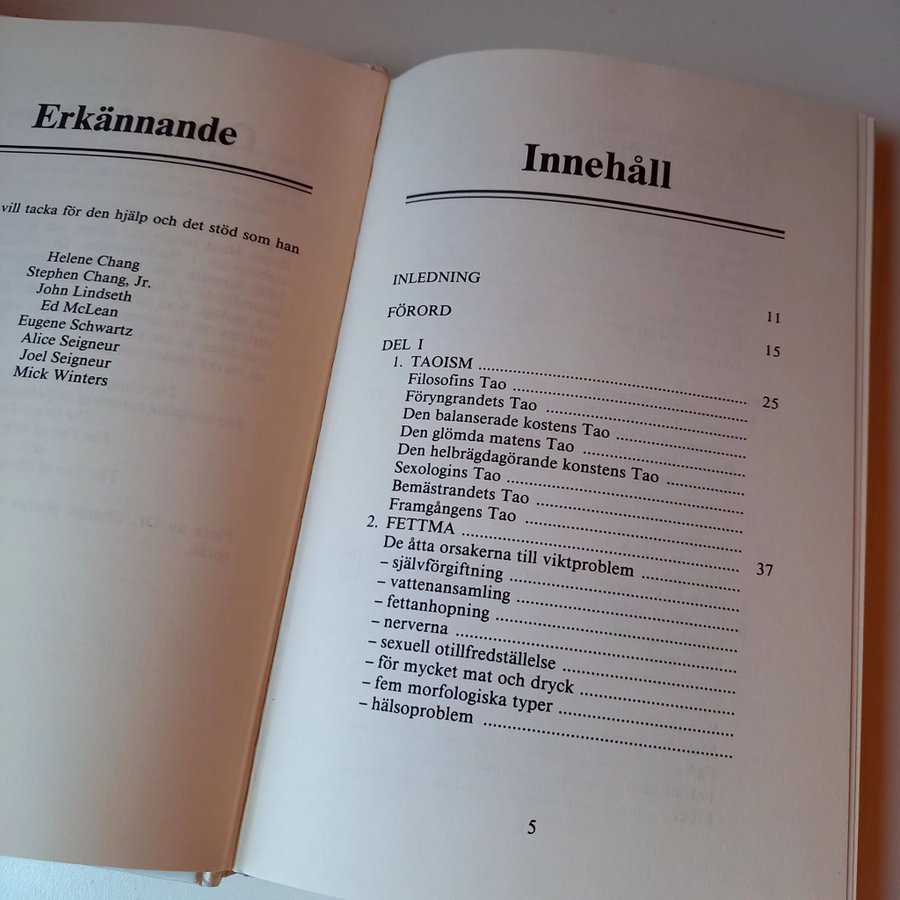 Erkännande
vill tacka för den hjälp och det stöd som han
Helene Chang
Stephen Chang, Jr.
John Lindseth
Ed McLean
Eugene Schwartz
Alice Seigneur
Joel Seigneur
Mick Winters
Innehåll
INLEDNING 11
FÖRORD 15
DEL I
1. TAOISM 25
Filosofins Tao
Föryngrandets Tao
Den balanserade kostens Tao
Den glömda matens Tao
Den helbrägdagörande konstens Tao
Sexologins Tao
Bemästrandets Tao
Framgångens Tao
2. FETTMA 37
De åtta orsakerna till viktproblem
– självförgiftning
– vattenansamling
– fettanhopning
– nerverna
– sexuell otillfredställelse
– för mycket mat och dryck
– fem morfologiska typer
– hälsoproblem
5